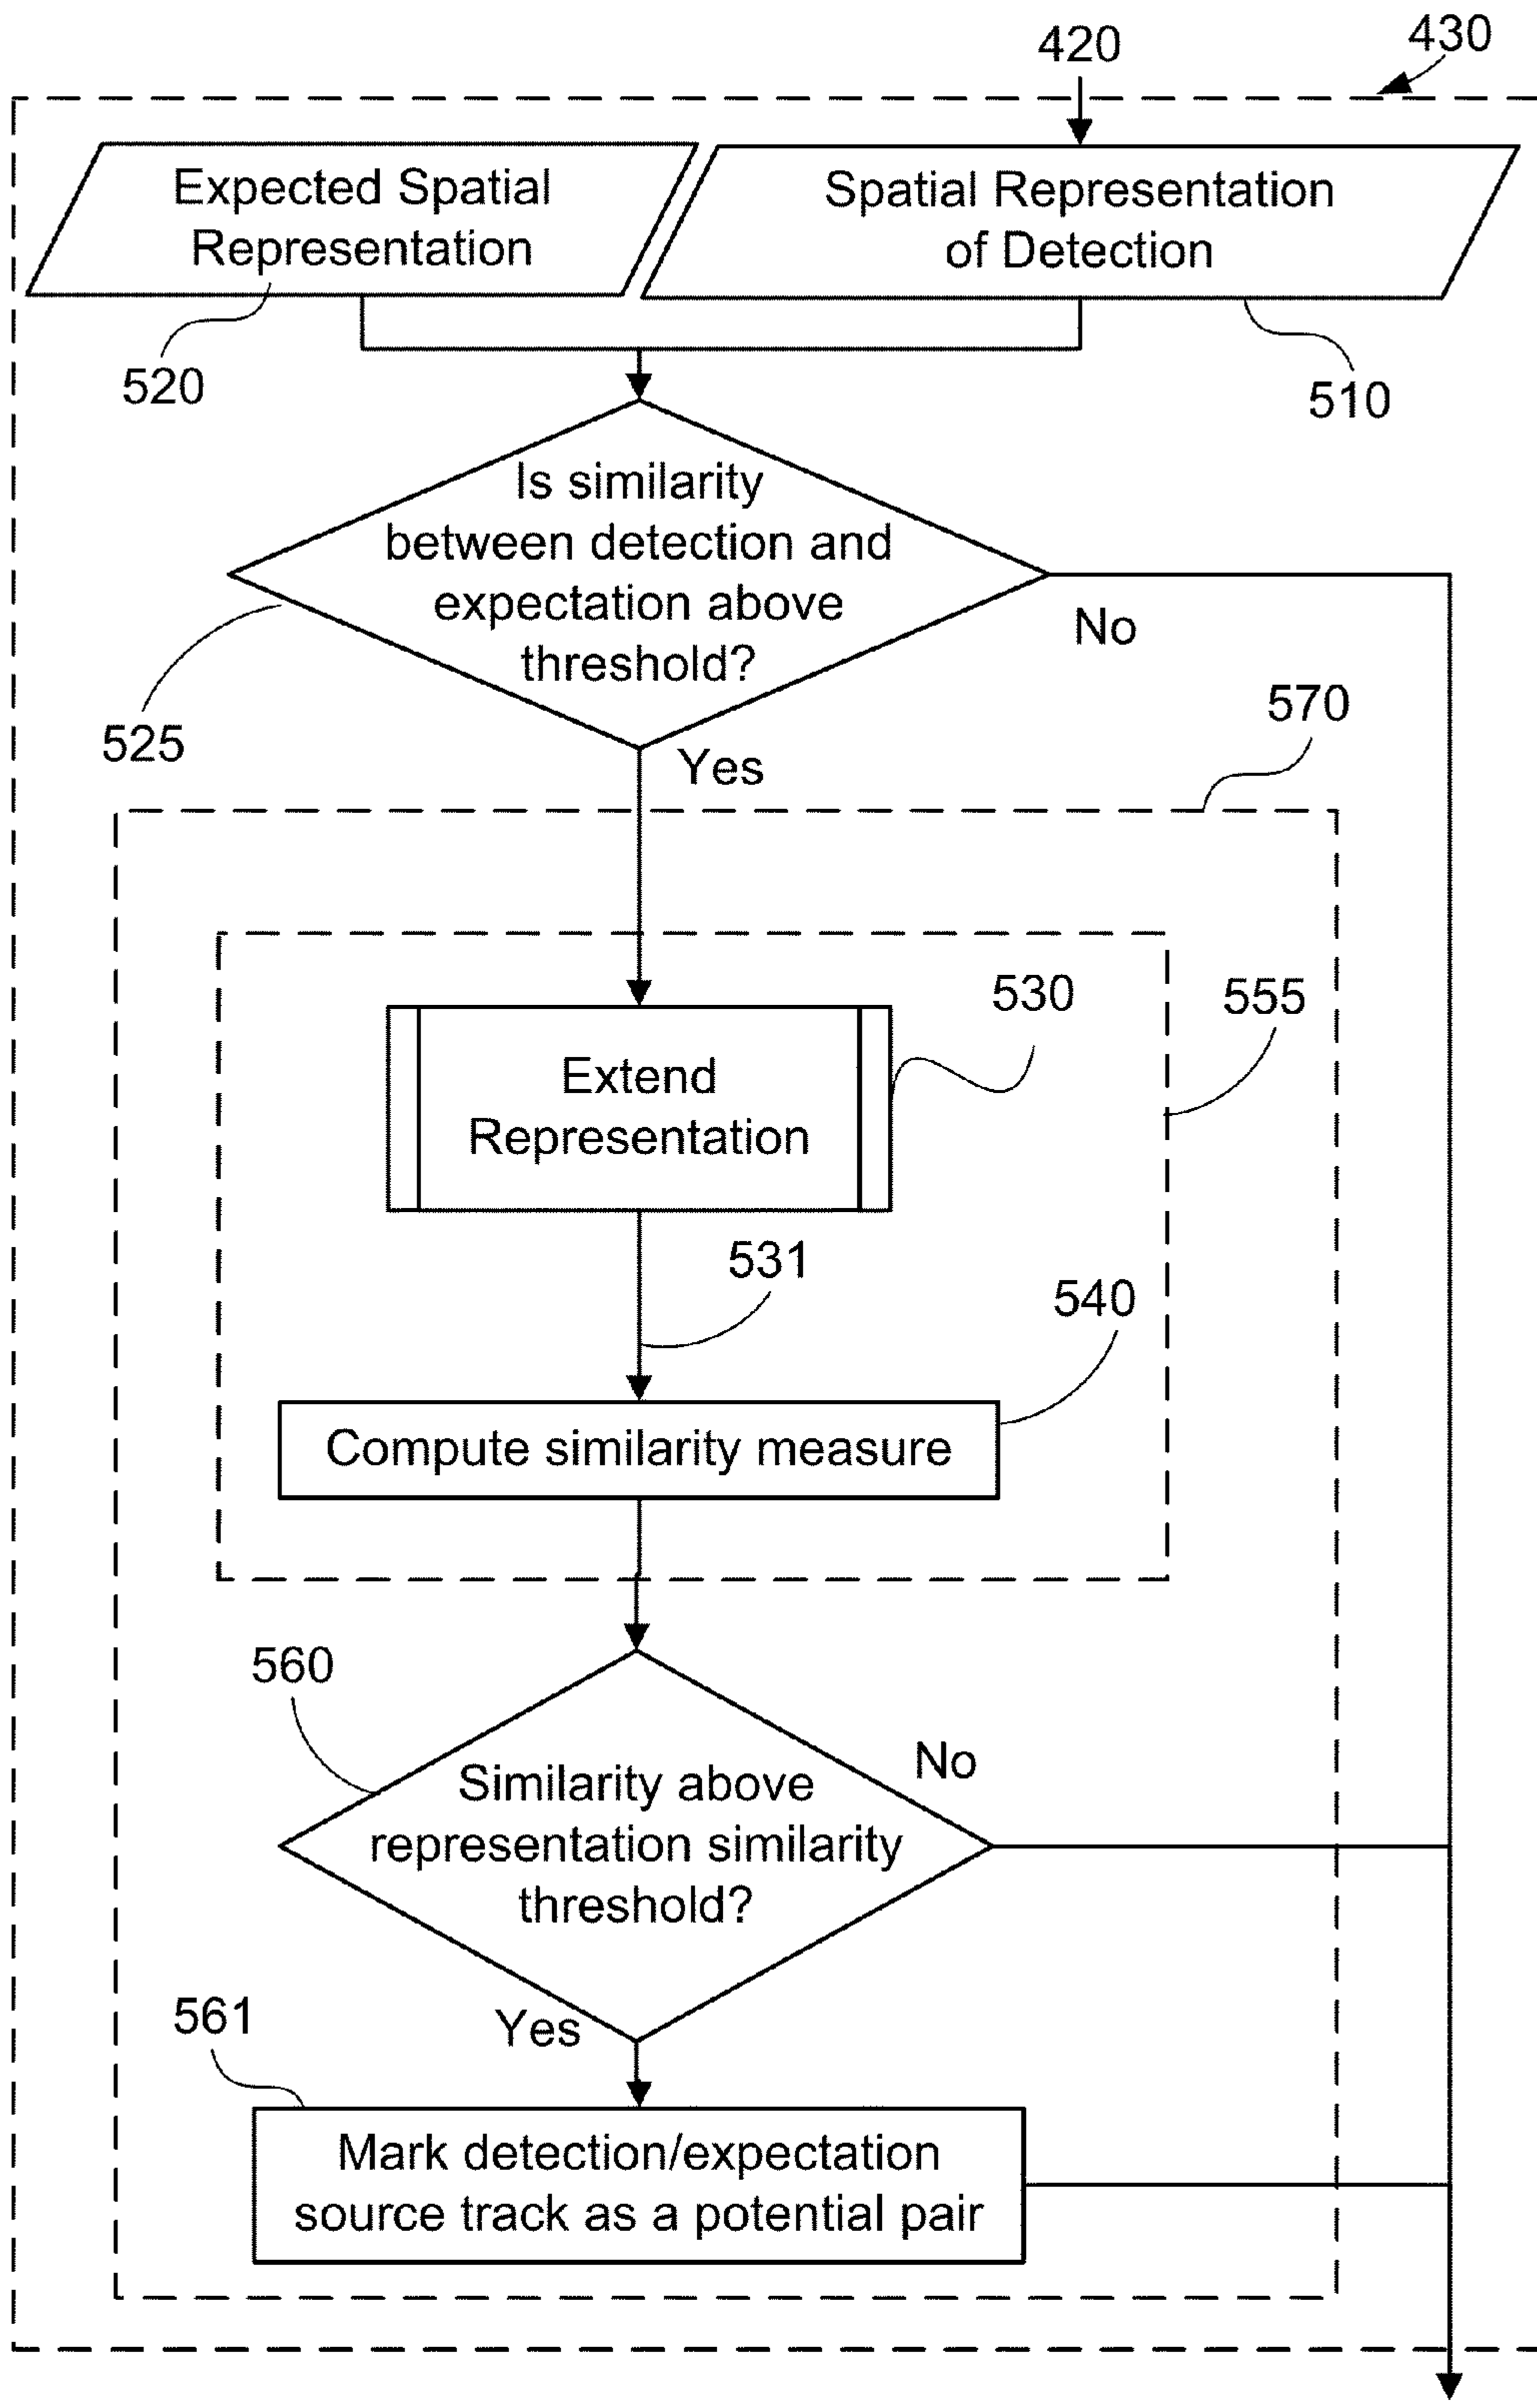 430
420
Expected Spatial
Representation
Spatial Representation
of Detection
520
510
Is similarity
between detection and
expectation above
threshold?
No
525
Yes
570
530
555
Extend
Representation
531
540
Compute similarity measure
560
No
Similarity above
representation similarity
threshold?
561
Yes
Mark detection/expectation
source track as a potential pair